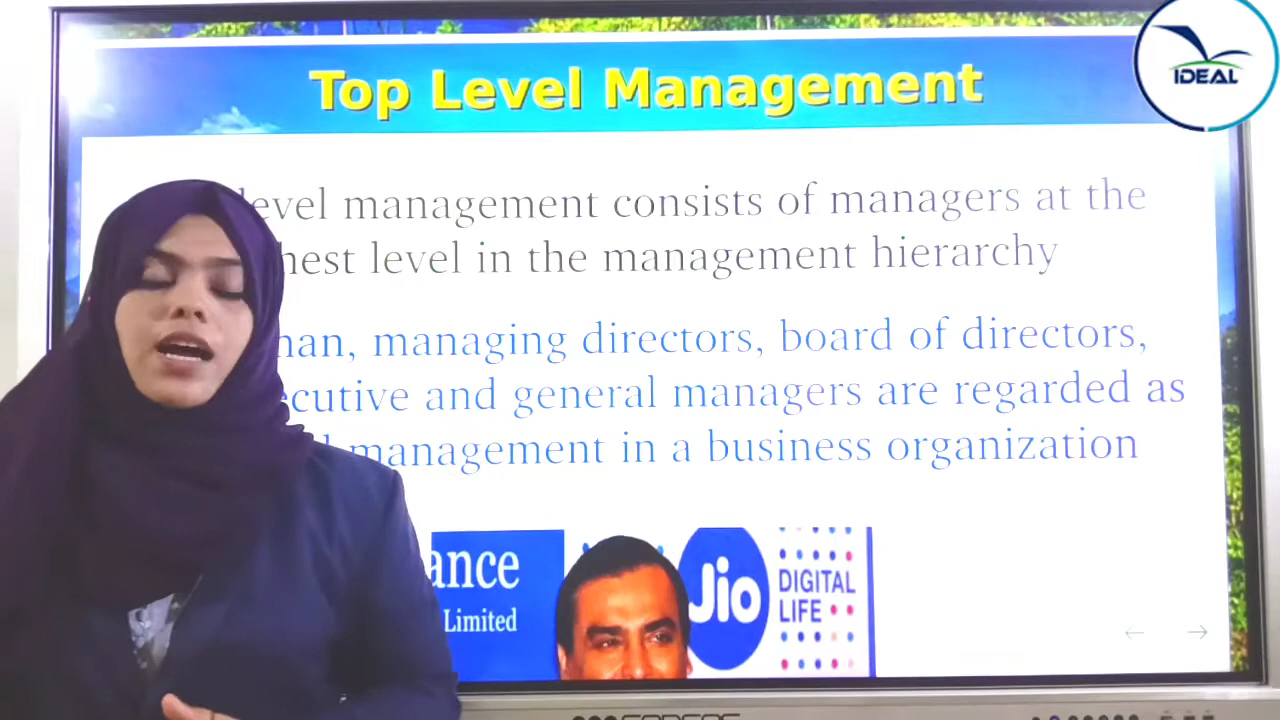 IDEAL
Top Level Management
level management consists of managers at the
hest level in the management hierarchy
man, managing directors, board of directors,
ecutive and general managers are regarded as
management in a business organization
ance
Limited
Jio
DIGITAL
LIFE